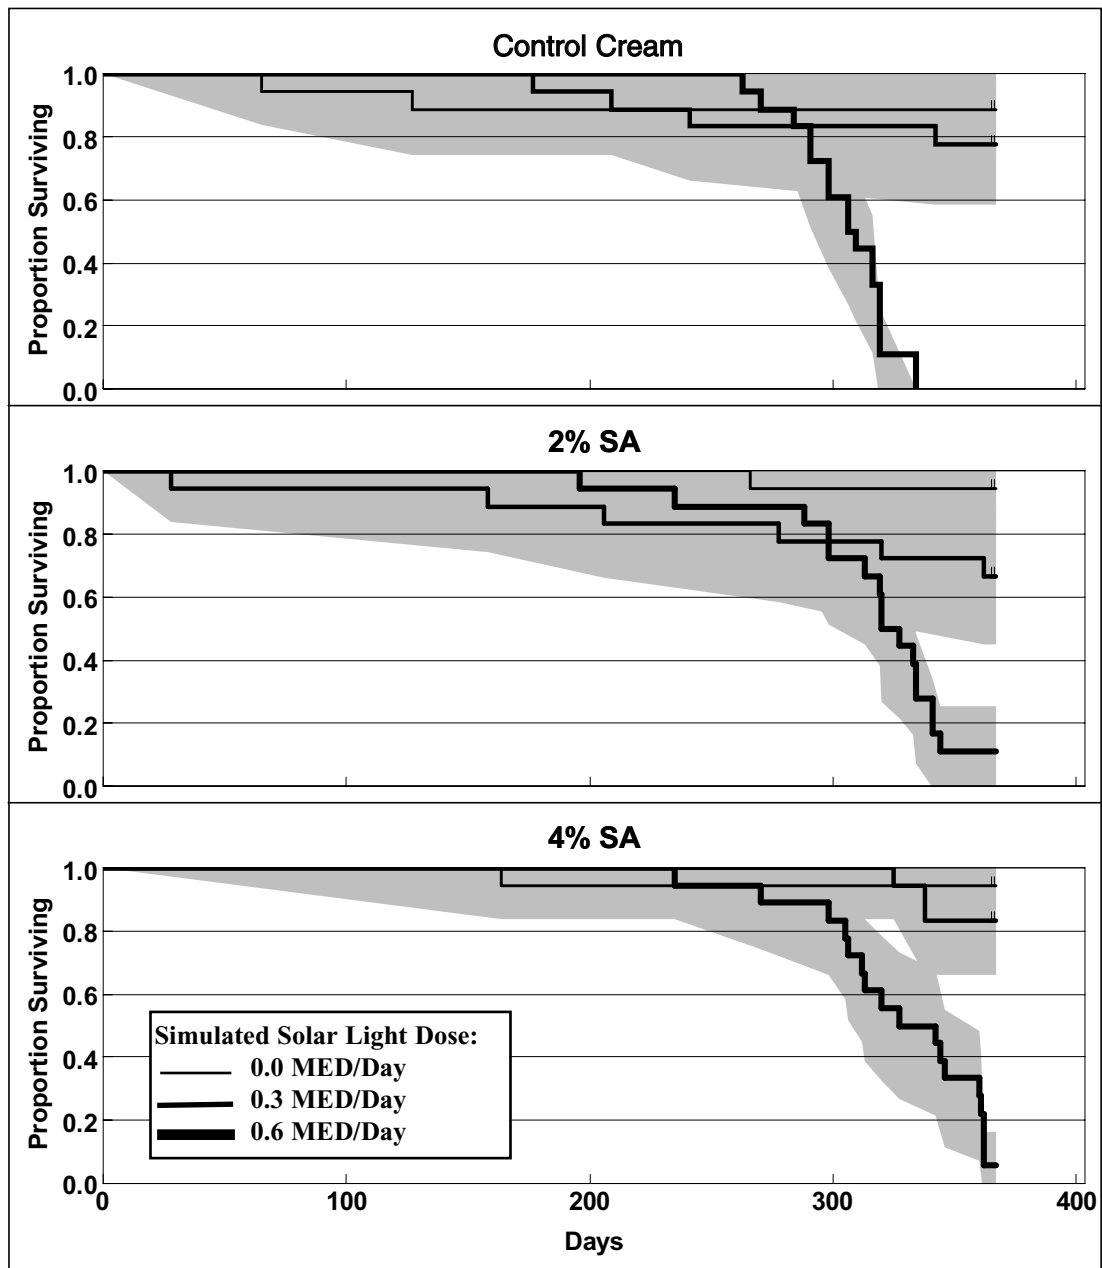 Control Cream
Proportion Surviving
1.0
0.8
0.6
0.4
0.2
0.0
2% SA
Proportion Surviving
1.0
0.8
0.6
0.4
0.2
0.0
4% SA
Proportion Surviving
1.0
0.8
0.6
0.4
0.2
0.0
Simulated Solar Light Dose:
0.0 MED/Day
0.3 MED/Day
0.6 MED/Day
0 100 200 300 400
Days